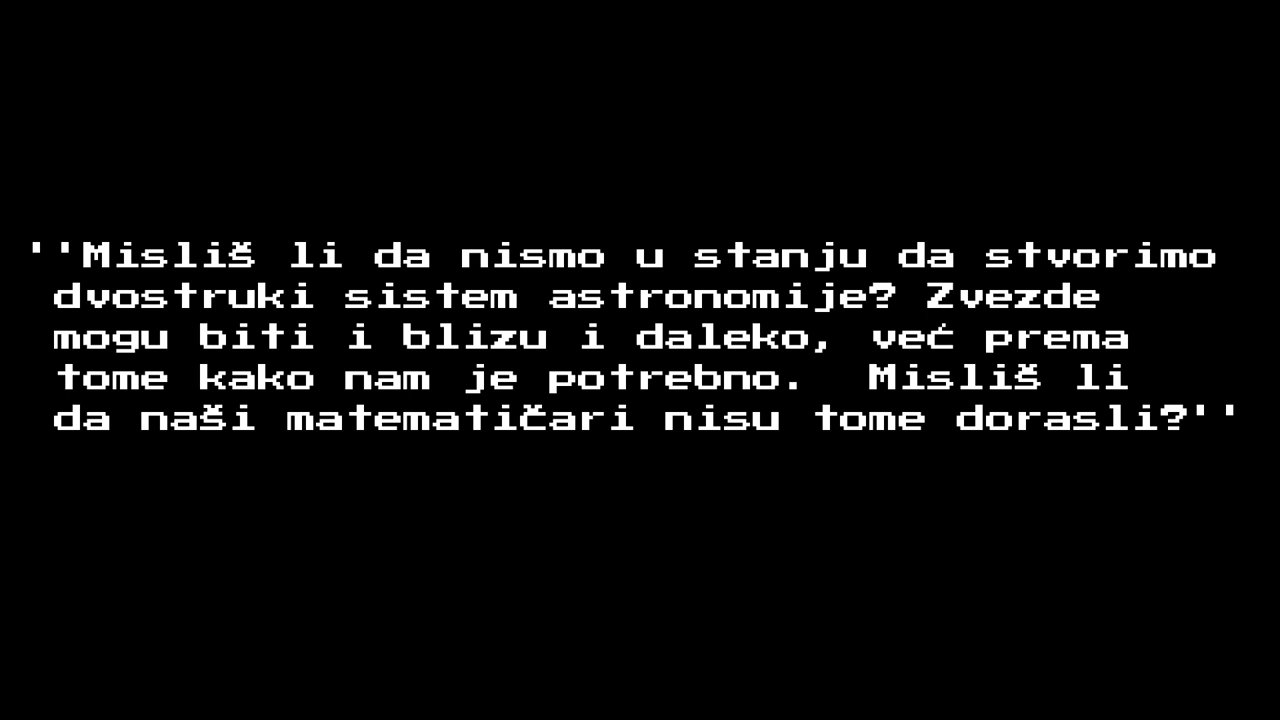 ''Misliš li da nismo u stanju da stvorimo
dvostruki sistem astronomije? Zvezde
mogu biti i blizu i daleko, već prema
tome kako nam je potrebno.  Misliš li
da naši matematičari nisu tome dorasli?''